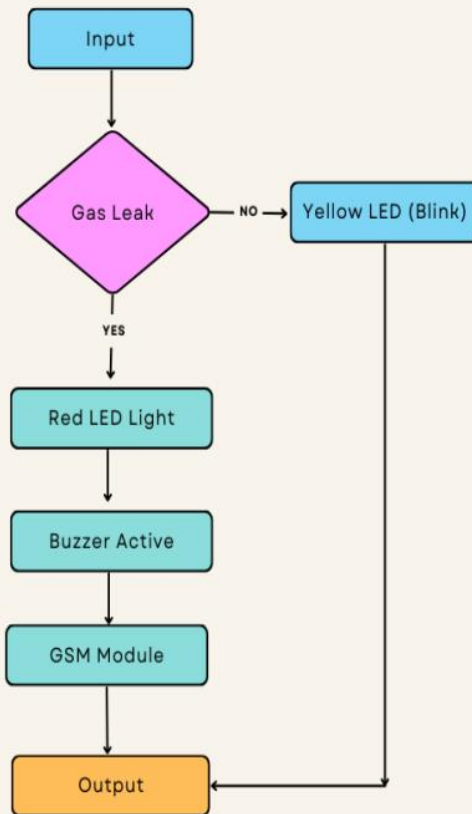 Input
Gas Leak
NO
Yellow LED (Blink)
YES
Red LED Light
Buzzer Active
GSM Module
Output